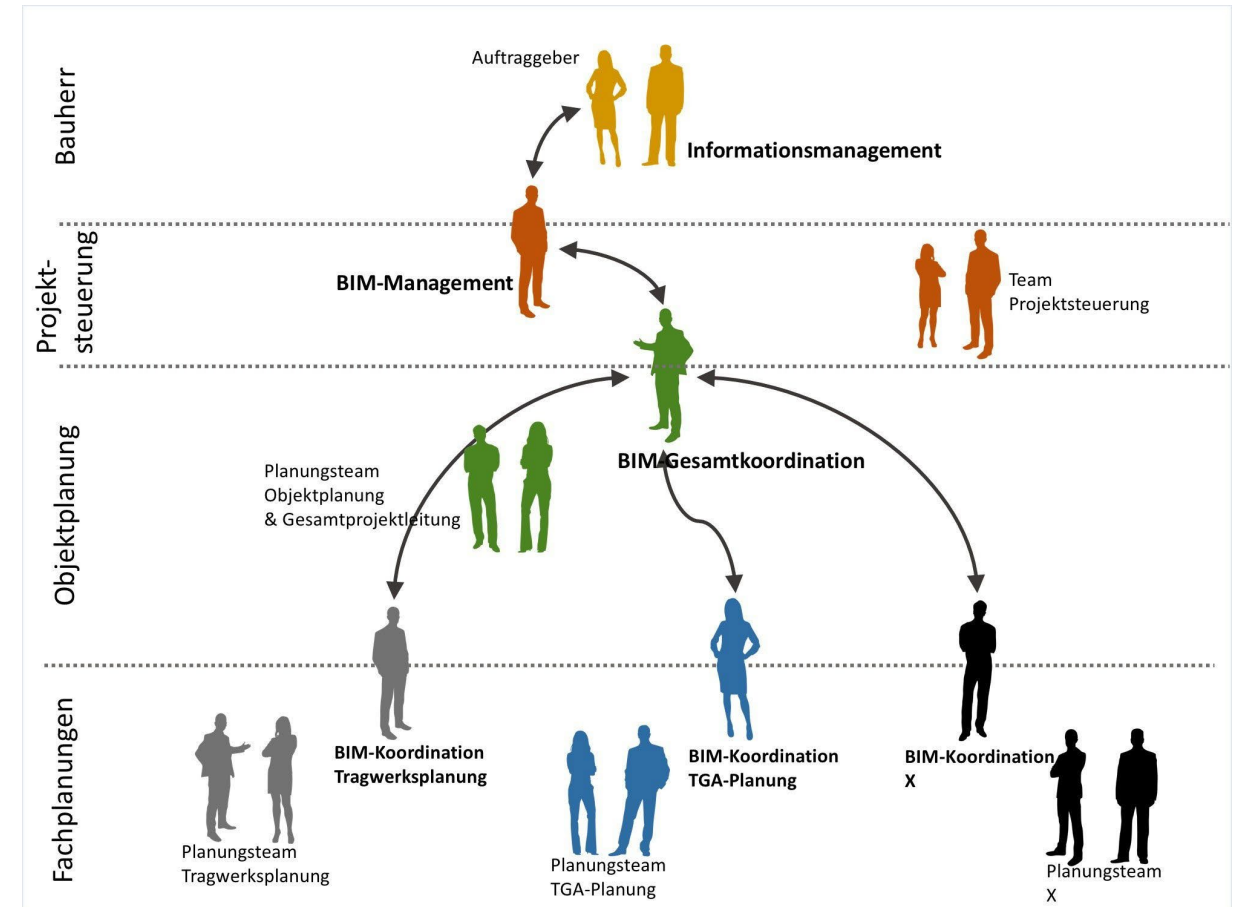 Bauherr
Auftraggeber
Informationsmanagement
Projekt-
steuerung
BIM-Management
Team
Projektsteuerung
Objektplanung
BIM-Gesamtkoordination
Planungsteam
Objektplanung
& Gesamtprojektleitung
Fachplanungen
BIM-Koordination
Tragwerksplanung
BIM-Koordination
TGA-Planung
BIM-Koordination
X
Planungsteam
Tragwerksplanung
Planungsteam
TGA-Planung
Planungsteam
X